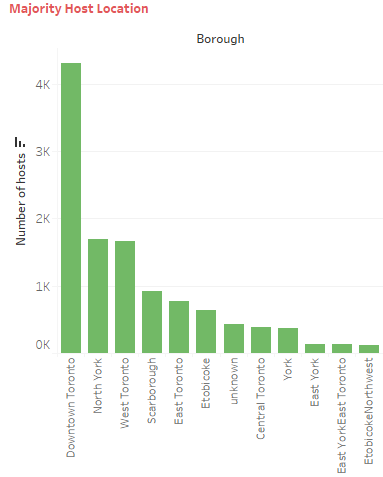 Majority Host Location
Borough
Number of hosts
4K
3K
2K
1K
0K
Downtown Toronto
North York
West Toronto
Scarborough
East Toronto
Etobicoke
unknown
Central Toronto
York
East York
East YorkEast Toronto
EtobicokeNorthwest